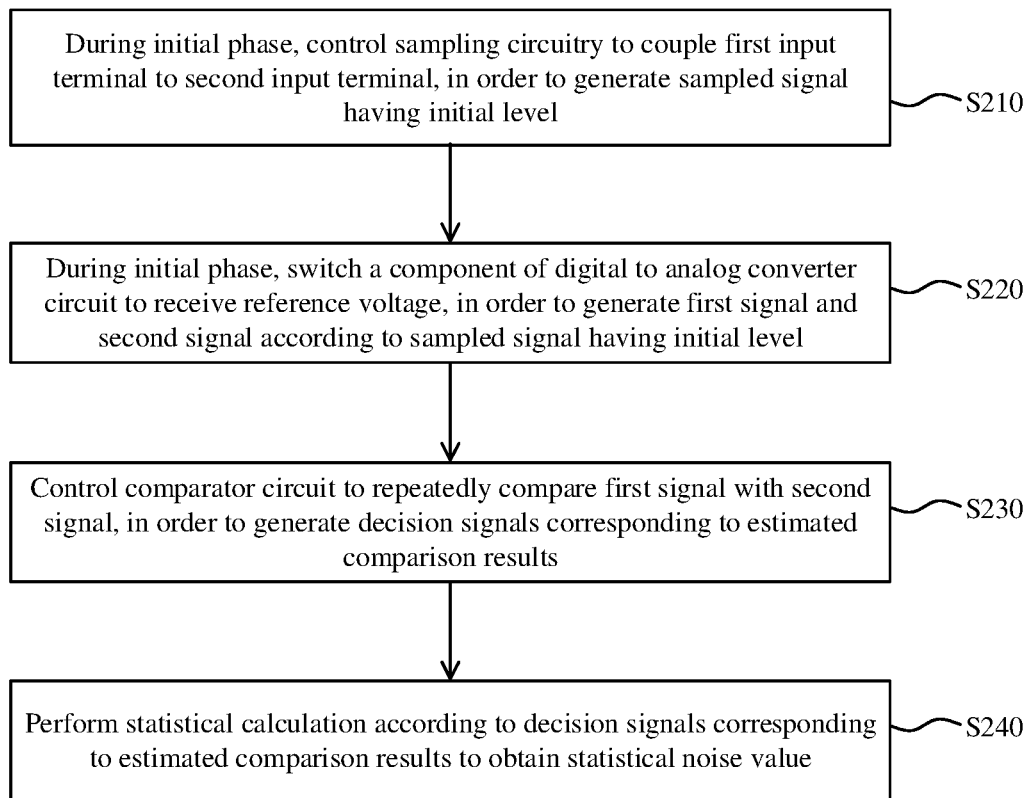 During initial phase, control sampling circuitry to couple first input
terminal to second input terminal, in order to generate sampled signal
having initial level
S210
During initial phase, switch a component of digital to analog converter
circuit to receive reference voltage, in order to generate first signal and
second signal according to sampled signal having initial level
S220
Control comparator circuit to repeatedly compare first signal with second
signal, in order to generate decision signals corresponding to estimated
comparison results
S230
Perform statistical calculation according to decision signals corresponding
to estimated comparison results to obtain statistical noise value
S240